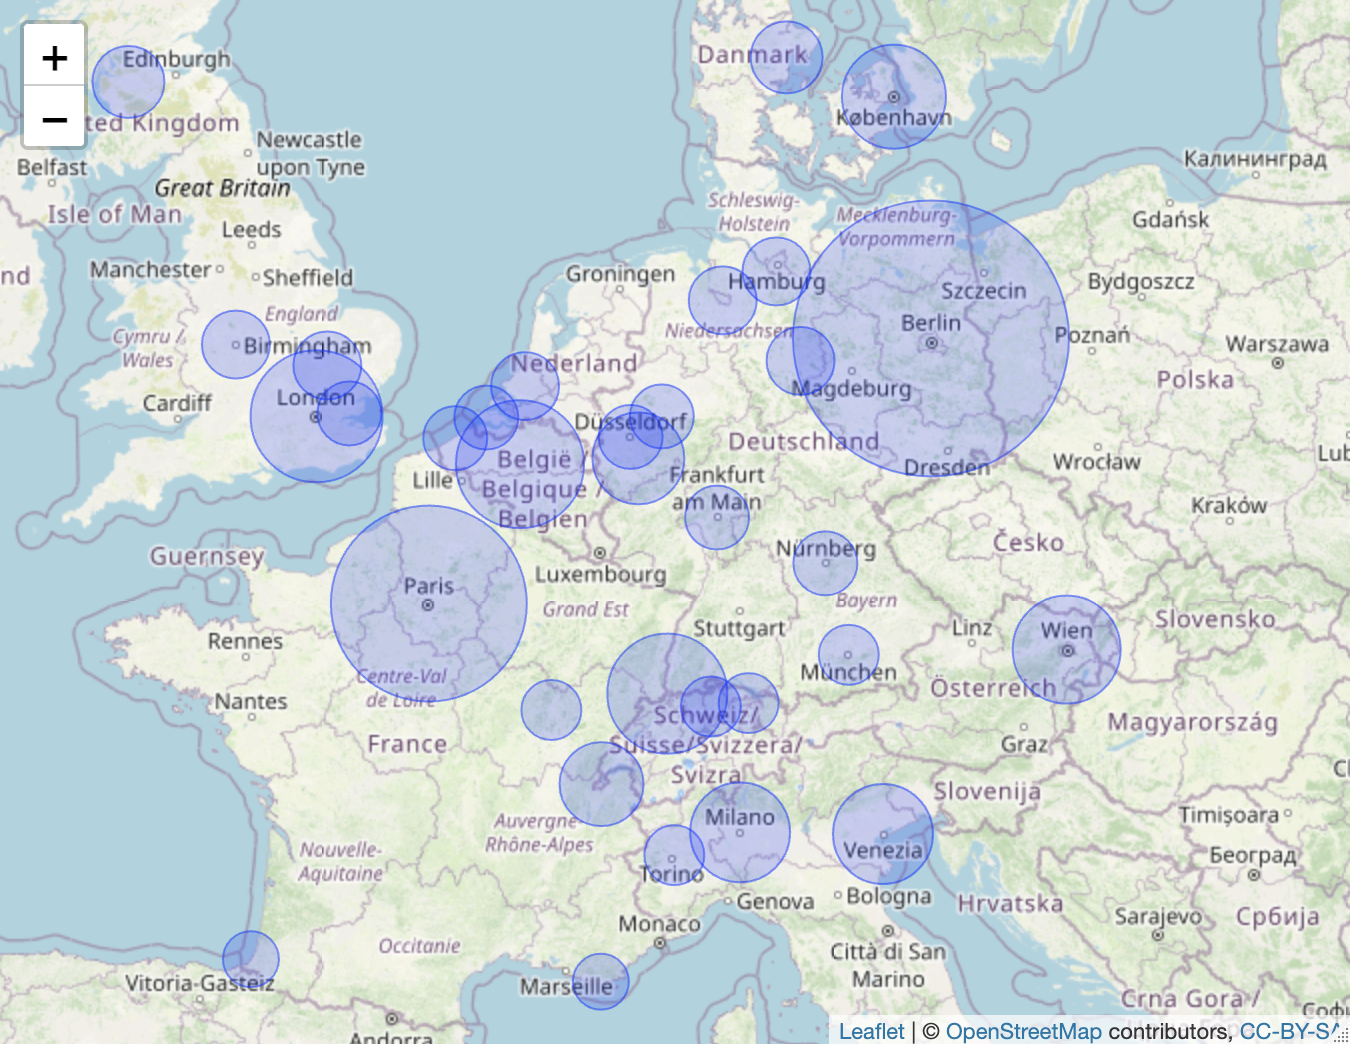 +
−
Edinburgh
ted Kingdom
Newcastle
upon Tyne
Belfast
Great Britain
Isle of Man
Leeds
nd
Manchester
Sheffield
England
Cymru /
Wales
Birmingham
Cardiff
London
Guernsey
Danmark
København
Schleswig-
Holstein
Mecklenburg-
Vorpommern
Калининград
Gdańsk
Groningen
Hamburg
Szczecin
Bydgoszcz
Niedersachsen
Berlin
Poznań
Warszawa
Nederland
Magdeburg
Polska
Düsseldorf
Deutschland
Dresden
Wrocław
Lub
België /
Belgique /
Belgien
Lille
Frankfurt
am Main
Kraków
Nürnberg
Česko
Luxembourg
Paris
Grand Est
Bayern
Stuttgart
Linz
Wien
Slovensko
Rennes
Centre-Val
de Loire
München
Österreich
Nantes
France
Schweiz/
Suisse/Svizzera/
Svizra
Graz
Magyarország
Slovenija
Auvergne-
Rhône-Alpes
Milano
Venezia
Timișoara
Nouvelle-
Aquitaine
Torino
Београд
Genova
Bologna
Hrvatska
Sarajevo
Србија
Occitanie
Monaco
Città di San
Marino
Vitoria-Gasteiz
Marseille
Crna Gora /
Андorra
Leaflet | © OpenStreetMap contributors, CC-BY-SA